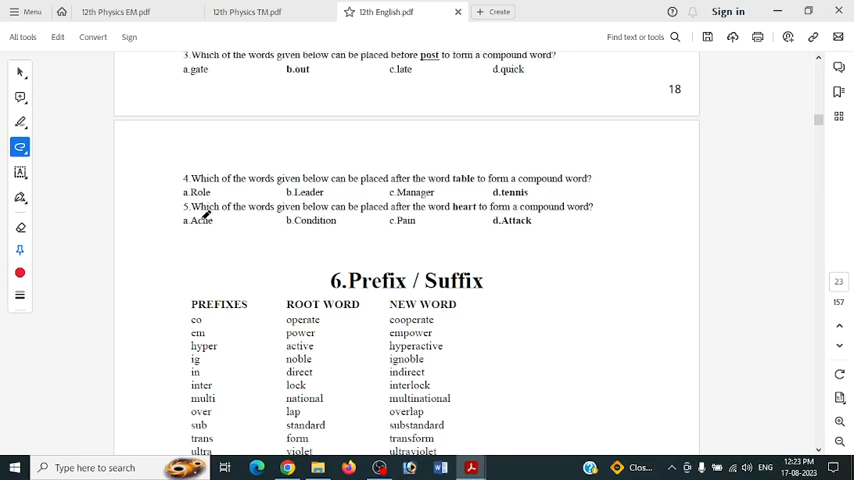 Menu
12th Physics EM.pdf
12th Physics TM.pdf
12th English.pdf
Create
Sign in
All tools
Edit
Convert
Sign
Find text or tools
3.Which of the words given below can be placed before post to form a compound word?
a.gate b.out c.late d.quick
18
4.Which of the words given below can be placed after the word table to form a compound word?
a.Role b.Leader c.Manager d.tennis
5.Which of the words given below can be placed after the word heart to form a compound word?
a.Ache b.Condition c.Pain d.Attack
6.Prefix / Suffix
PREFIXES ROOT WORD NEW WORD
co operate cooperate
em power empower
hyper active hyperactive
ig noble ignoble
in direct indirect
inter lock interlock
multi national multinational
over lap overlap
sub standard substandard
trans form transform
ultra violet ultraviolet
23
157
Type here to search
Clos...
ENG
12:23 PM
17-08-2023